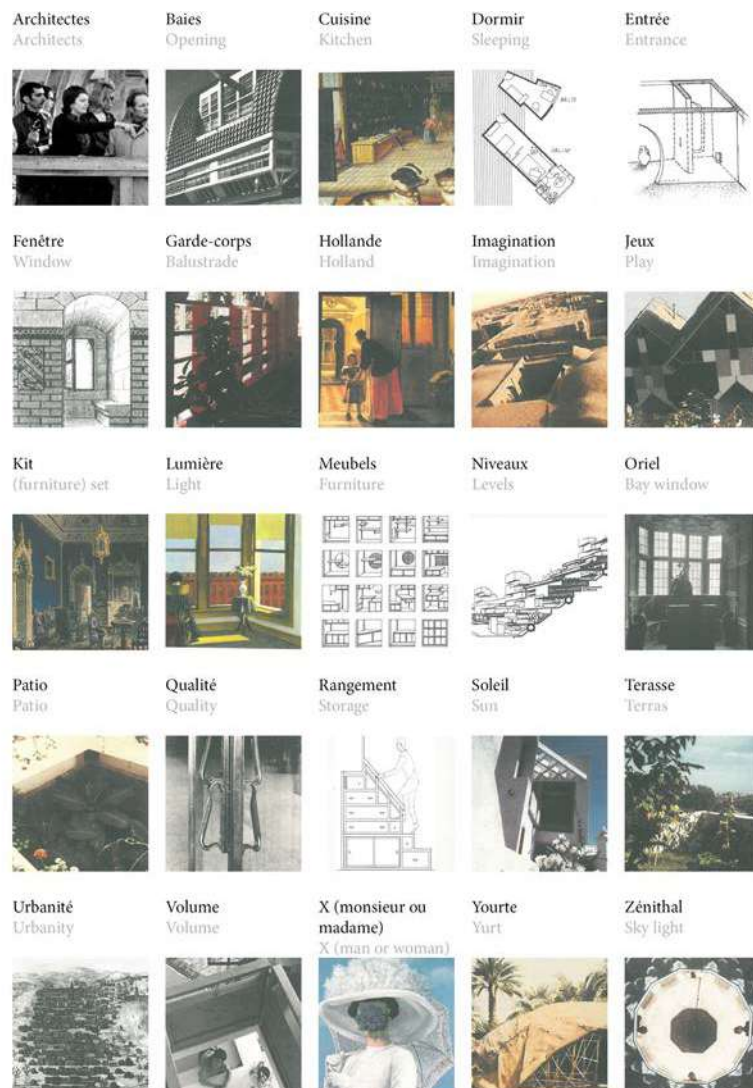 Architectes
Architects
Baies
Opening
Cuisine
Kitchen
Dormir
Sleeping
Entrée
Entrance
Fenêtre
Window
Garde-corps
Balustrade
Hollande
Holland
Imagination
Imagination
Jeux
Play
Kit
(furniture) set
Lumière
Light
Meubels
Furniture
Niveaux
Levels
Oriel
Bay window
Patio
Patio
Qualité
Quality
Rangement
Storage
Soleil
Sun
Terasse
Terras
Urbanité
Urbanity
Volume
Volume
X (monsieur ou
madame)
X (man or woman)
Yourte
Yurt
Zénithal
Sky light